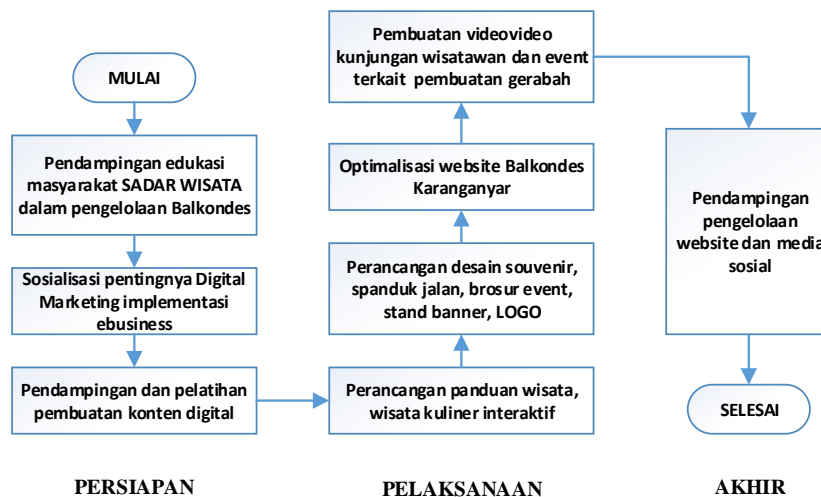 MULAI
Pendampingan edukasi
masyarakat SADAR WISATA
dalam pengelolaan Balkondes
Sosialisasi pentingnya Digital
Marketing implementasi
ebusiness
Pendampingan dan pelatihan
pembuatan konten digital
PERSIAPAN
Perancangan panduan wisata,
wisata kuliner interaktif
Perancangan desain souvenir,
spanduk jalan, brosur event,
stand banner, LOGO
Optimalisasi website Balkondes
Karanganyar
Pembuatan videovideo
kunjungan wisatawan dan event
terkait pembuatan gerabah
PELAKSANAAN
Pendampingan
pengelolaan
website dan media
sosial
SELESAI
AKHIR